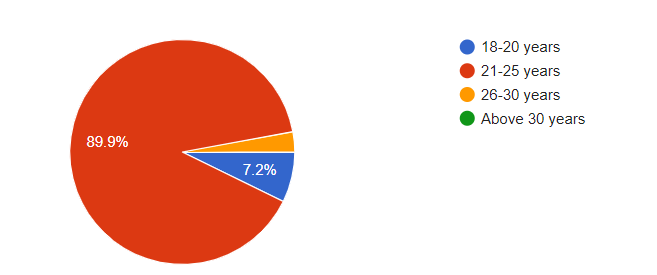 18-20 years
21-25 years
26-30 years
Above 30 years
89.9%
7.2%